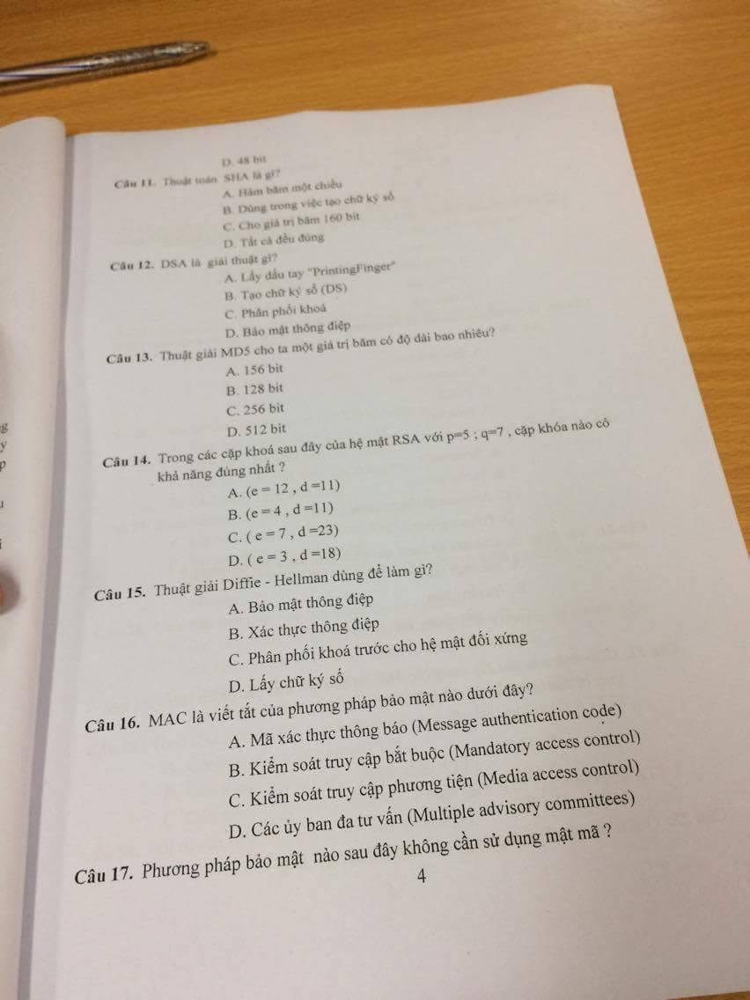 D. 48 bit
Câu 11. Thuật toán SHA là gì?
A. Hàm băm một chiều
B. Dùng trong việc tạo chữ ký số
C. Cho giá trị băm 160 bit
D. Tất cả đều đúng
Câu 12. DSA là giải thuật gì?
A. Lấy dấu tay "PrintingFinger"
B. Tạo chữ ký số (DS)
C. Phân phối khoá
D. Bảo mật thông điệp
Câu 13. Thuật giải MD5 cho ta một giá trị băm có độ dài bao nhiêu?
A. 156 bit
B. 128 bit
C. 256 bit
D. 512 bit
Câu 14. Trong các cặp khoá sau đây của hệ mật RSA với p=5 ; q=7 , cặp khóa nào có
khả năng đúng nhất ?
A. (e = 12 , d =11)
B. (e = 4 , d =11)
C. ( e = 7 , d =23)
D. ( e = 3 , d =18)
Câu 15. Thuật giải Diffie - Hellman dùng để làm gì?
A. Bảo mật thông điệp
B. Xác thực thông điệp
C. Phân phối khoá trước cho hệ mật đối xứng
D. Lấy chữ ký số
Câu 16. MAC là viết tắt của phương pháp bảo mật nào dưới đây?
A. Mã xác thực thông báo (Message authentication code)
B. Kiểm soát truy cập bắt buộc (Mandatory access control)
C. Kiểm soát truy cập phương tiện (Media access control)
D. Các ủy ban đa tư vấn (Multiple advisory committees)
Câu 17. Phương pháp bảo mật nào sau đây không cần sử dụng mật mã ?
4